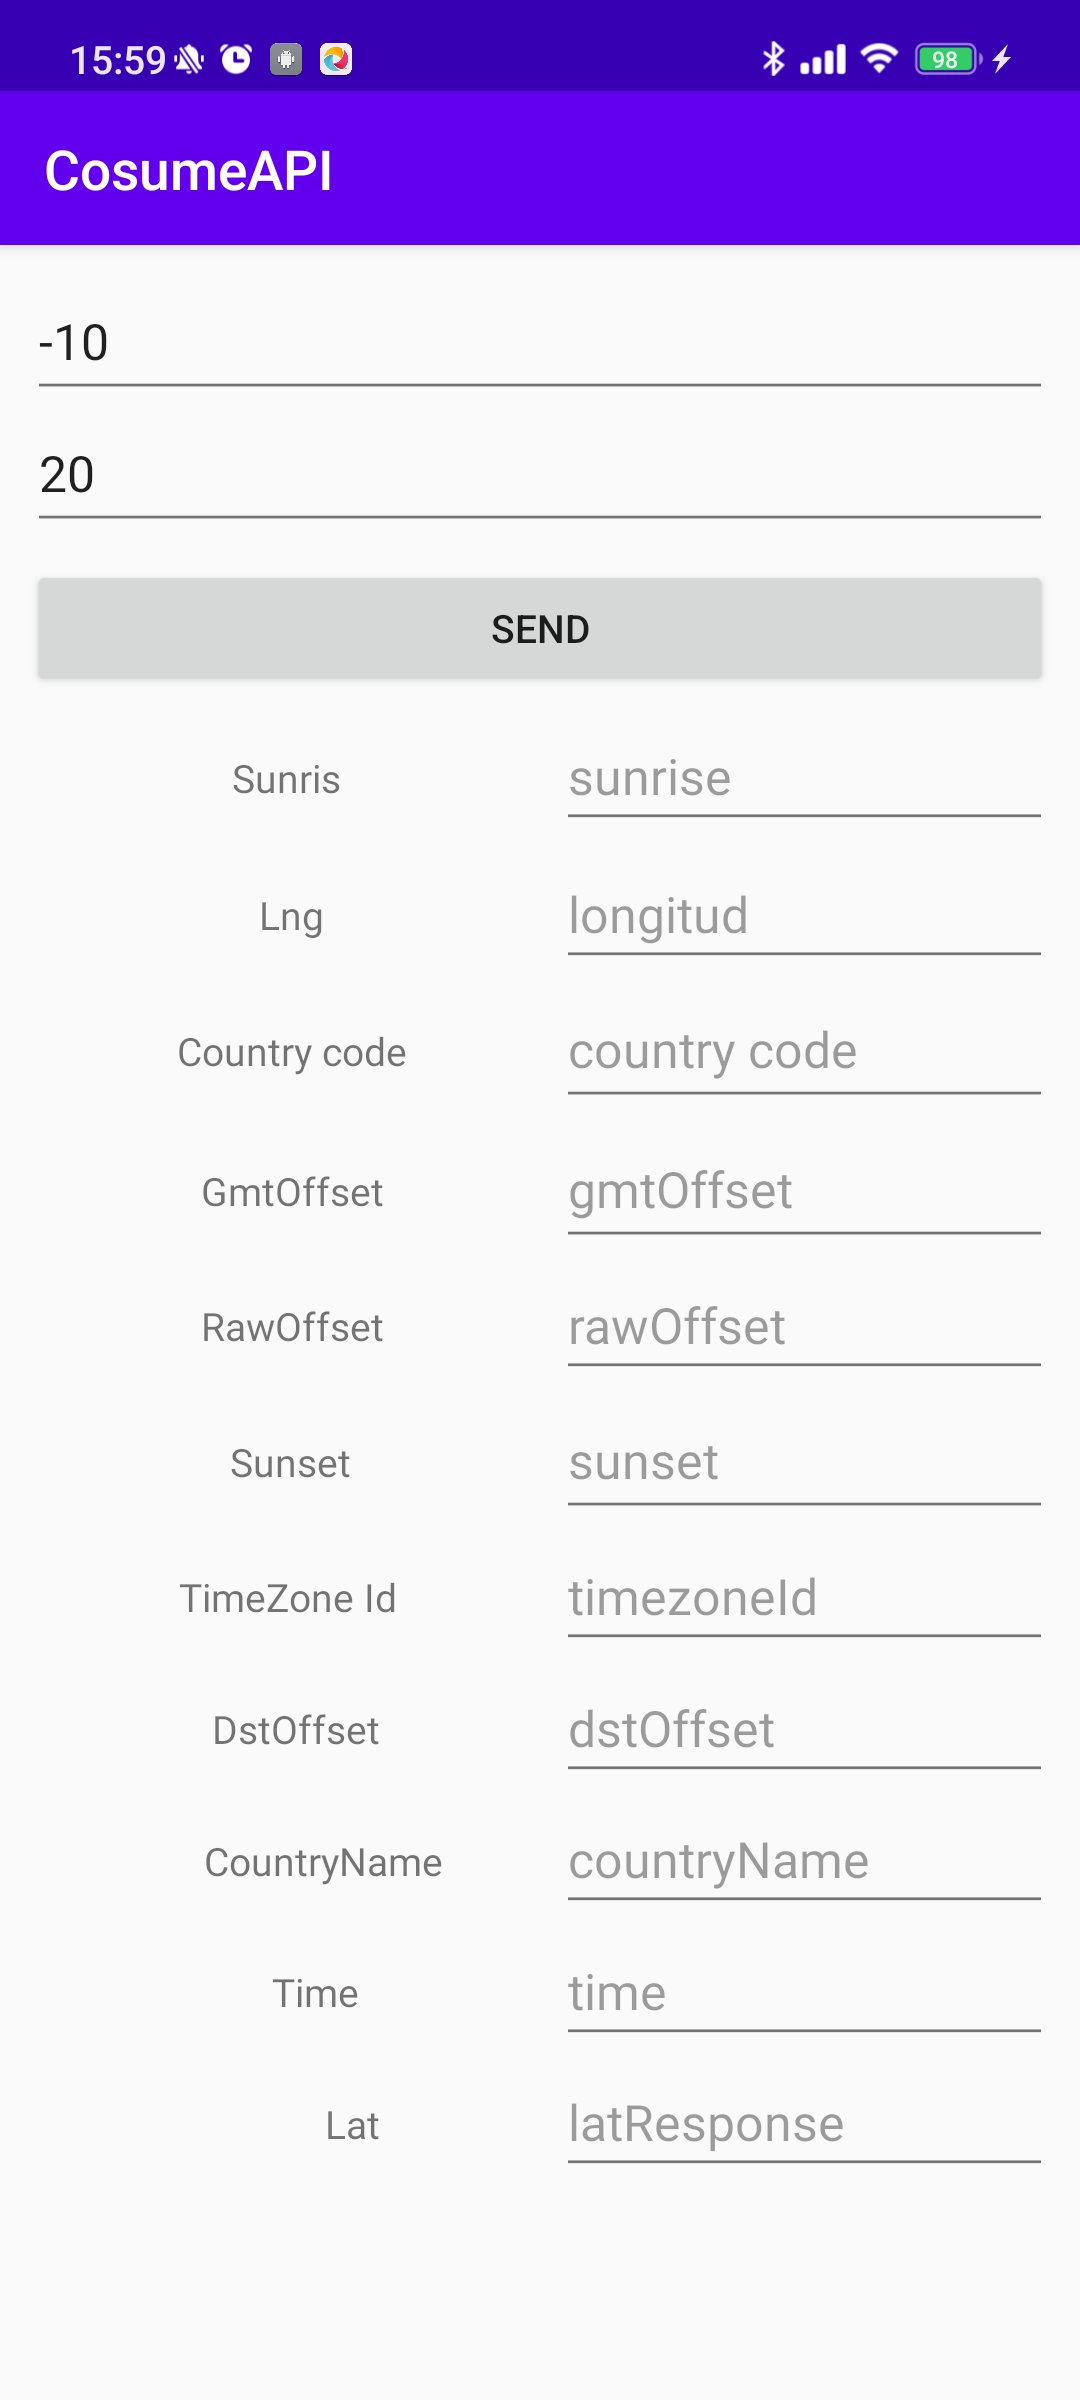 15:59 98
CosumeAPI
-10
20
SEND
Sunris sunrise
Lng longitud
Country code country code
GmtOffset gmtOffset
RawOffset rawOffset
Sunset sunset
TimeZone Id timezoneId
DstOffset dstOffset
CountryName countryName
Time time
Lat latResponse